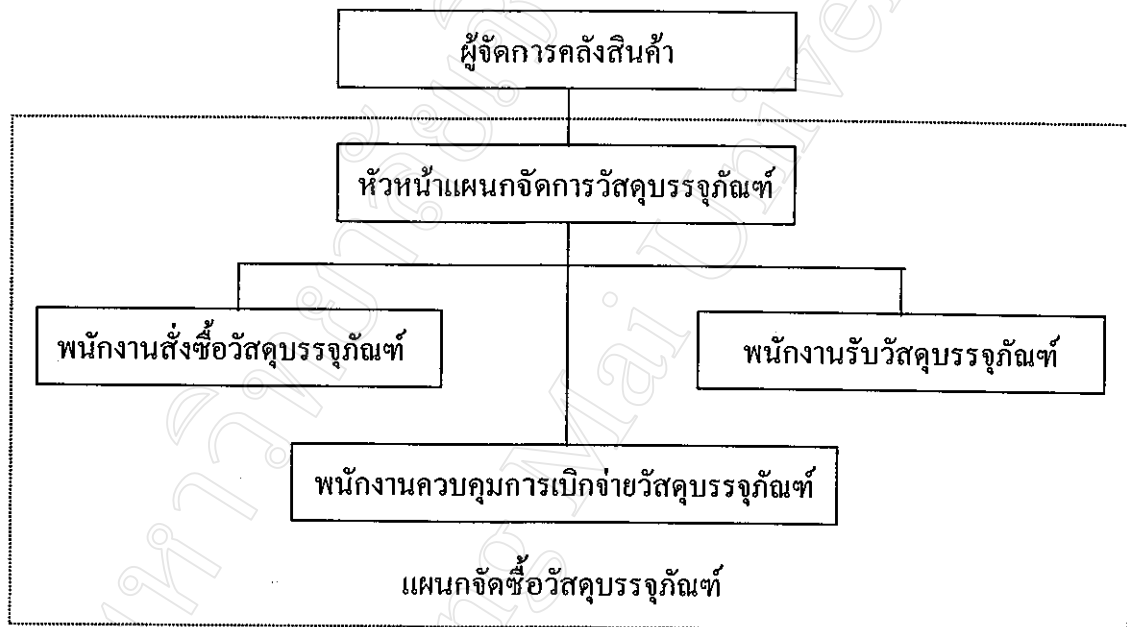 ผู้จัดการคลังสินค้า
หัวหน้าแผนกจัดการวัสดุบรรจุภัณฑ์
พนักงานสั่งซื้อวัสดุบรรจุภัณฑ์
พนักงานรับวัสดุบรรจุภัณฑ์
พนักงานควบคุมการเบิกจ่ายวัสดุบรรจุภัณฑ์
แผนกจัดซื้อวัสดุบรรจุภัณฑ์